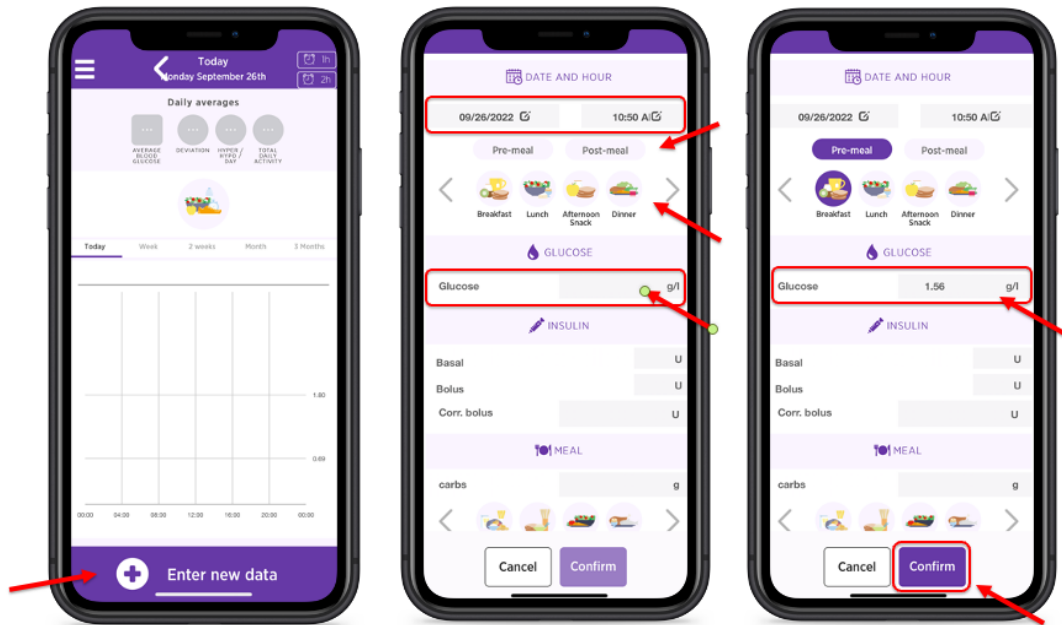 Today
Monday September 26th
1h
2h
Daily averages
AVERAGE
BLOOD
GLUCOSE
DEVIATION
HYPER /
HYPO
DAY
TOTAL
DAILY
ACTIVITY
Today Week 2 weeks Month 3 Months
1.80
0.69
00:00 04:00 08:00 12:00 16:00 20:00 00:00
Enter new data
DATE AND HOUR
09/26/2022 10:50 A
Pre-meal Post-meal
Breakfast Lunch Afternoon Snack Dinner
GLUCOSE
Glucose g/l
INSULIN
Basal U
Bolus U
Corr. bolus U
MEAL
carbs g
Cancel Confirm
DATE AND HOUR
09/26/2022 10:50 A
Pre-meal Post-meal
Breakfast Lunch Afternoon Snack Dinner
GLUCOSE
Glucose 1.56 g/l
INSULIN
Basal U
Bolus U
Corr. bolus U
MEAL
carbs g
Cancel Confirm